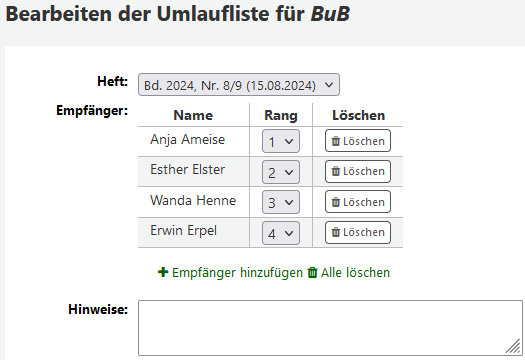 Bearbeiten der Umlaufliste für BuB
Heft: Bd. 2024, Nr. 8/9 (15.08.2024)
Empfänger: Name Rang Löschen
Anja Ameise 1 Löschen
Esther Elster 2 Löschen
Wanda Henne 3 Löschen
Erwin Erpel 4 Löschen
Empfänger hinzufügen Alle löschen
Hinweise: